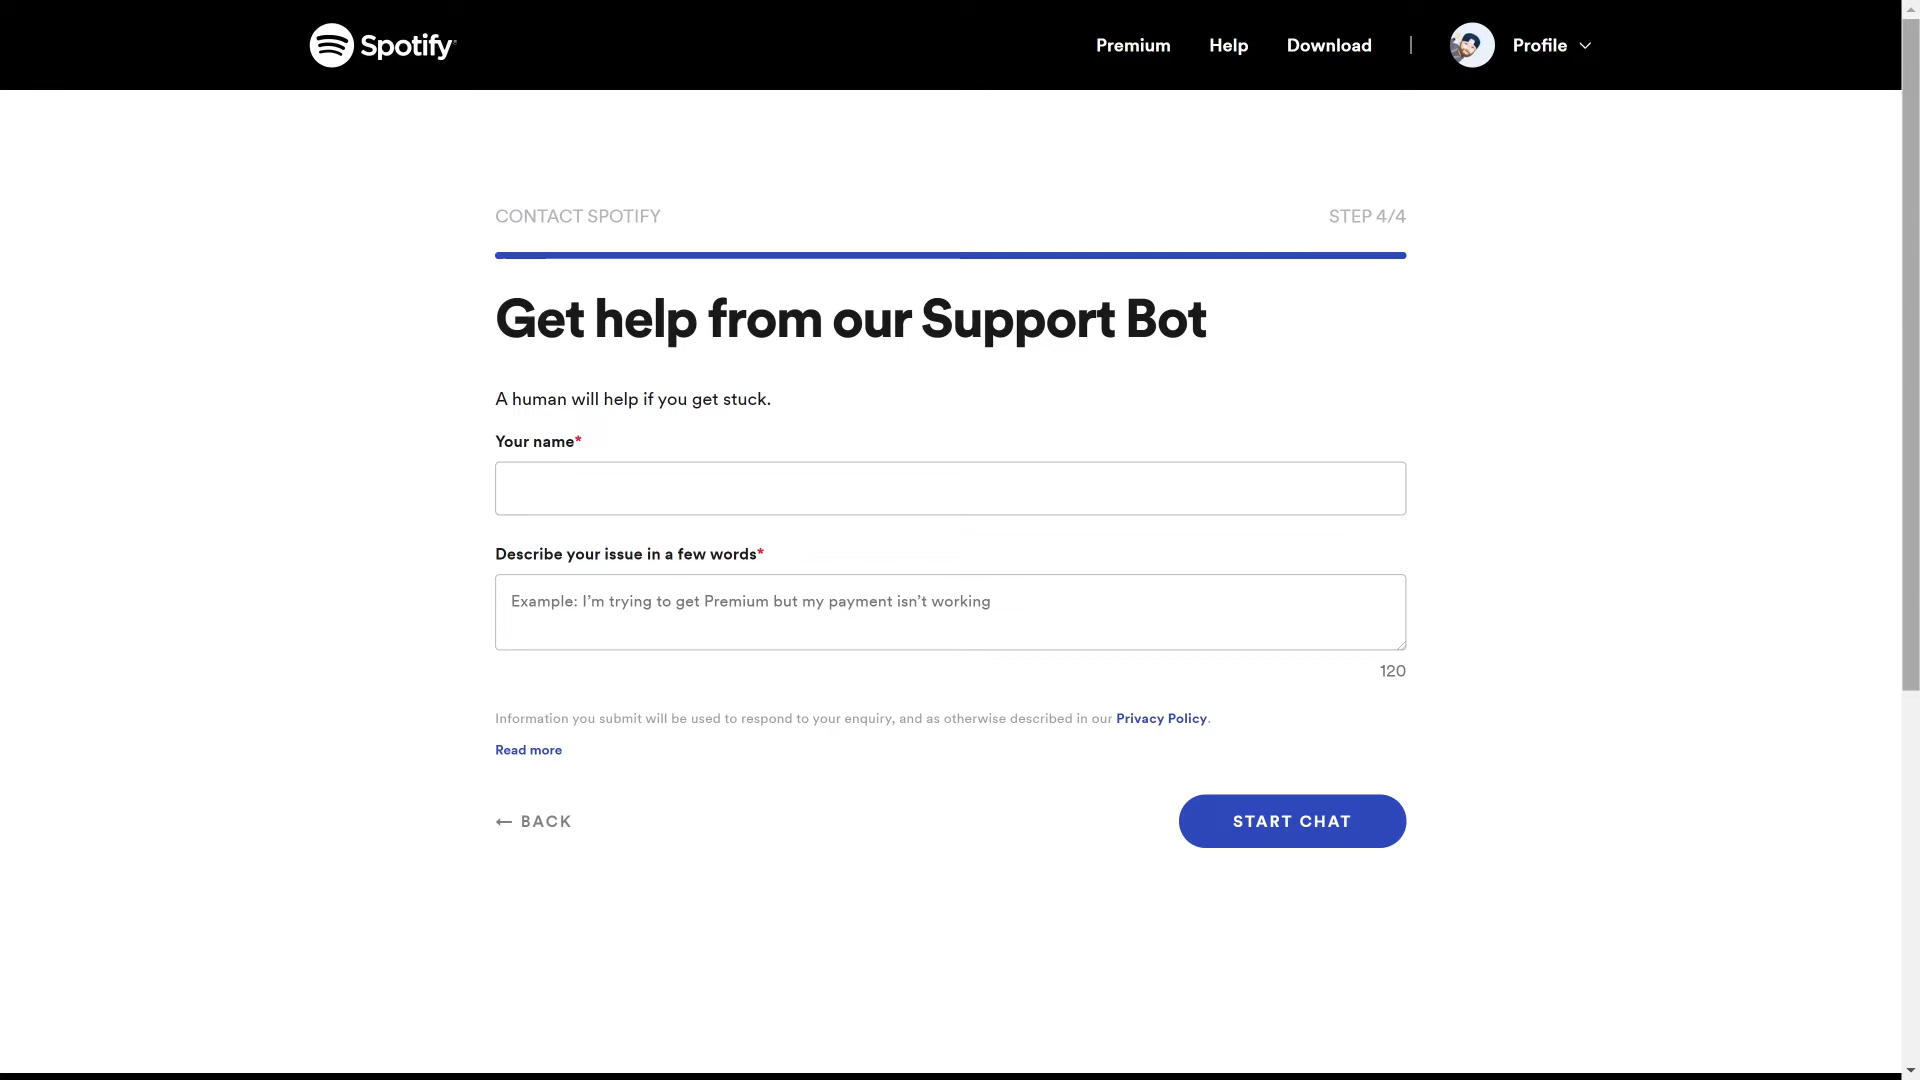 Spotify
Premium
Help
Download
Profile
CONTACT SPOTIFY
STEP 4/4
Get help from our Support Bot
A human will help if you get stuck.
Your name*
Describe your issue in a few words*
Example: I’m trying to get Premium but my payment isn’t working
120
Information you submit will be used to respond to your enquiry, and as otherwise described in our Privacy Policy.
Read more
← BACK
START CHAT